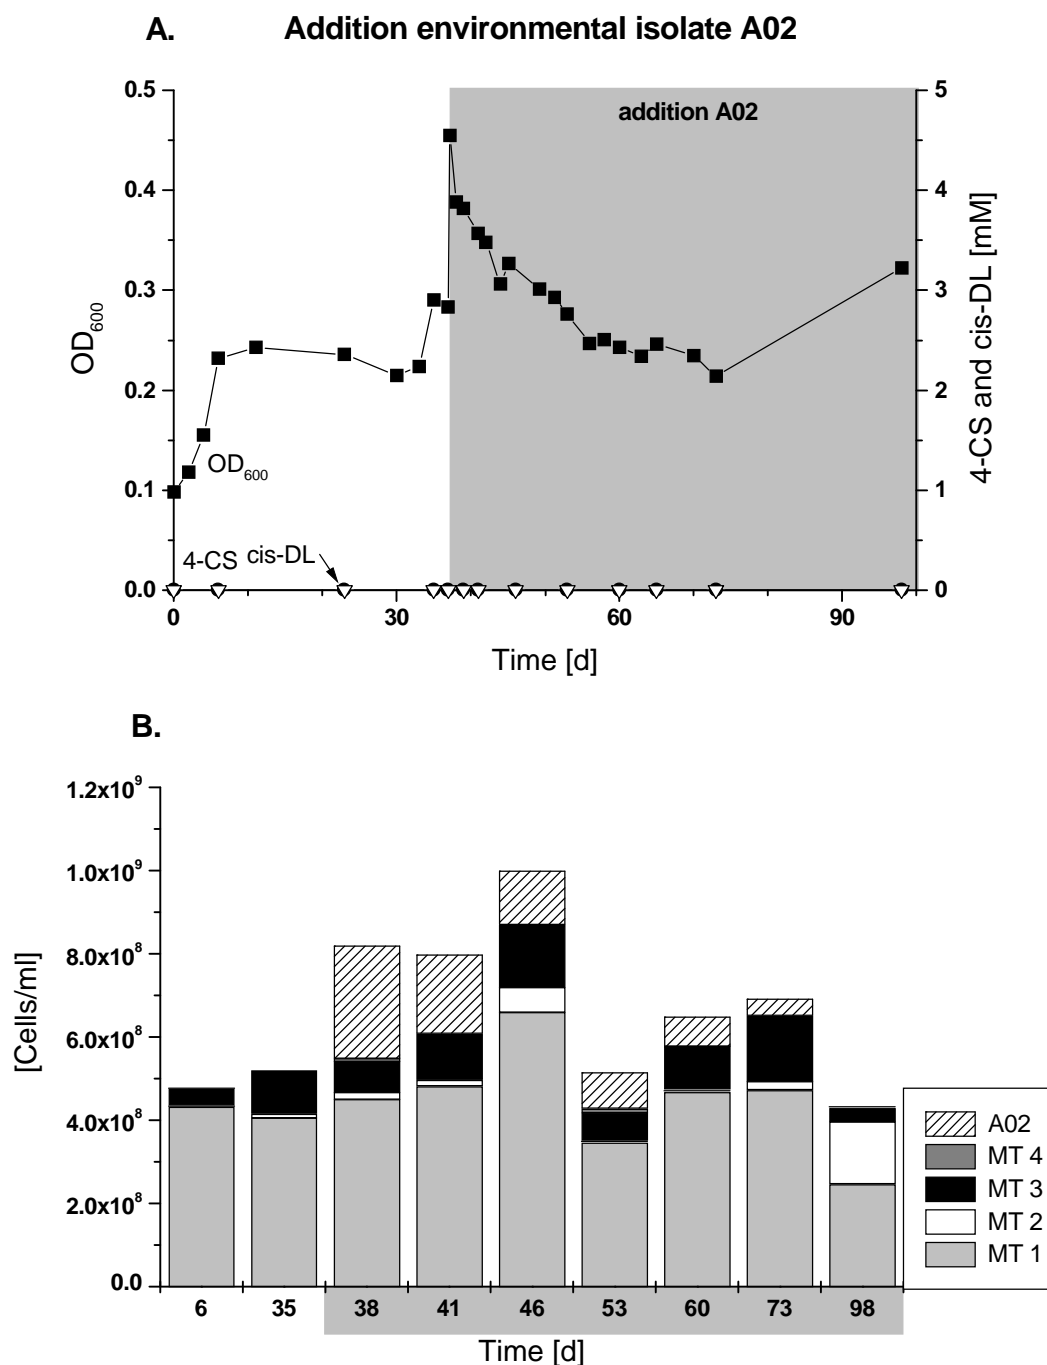 A. Addition environmental isolate A02
addition A02
0.5
0.4
0.3
0.2
0.1
0.0
OD600
5
4
3
2
1
0
4-CS and cis-DL [mM]
OD600
4-CS cis-DL
0 30 60 90
Time [d]
B.
1.2x10⁹
1.0x10⁹
8.0x10⁸
6.0x10⁸
4.0x10⁸
2.0x10⁸
0.0
[Cells/ml]
A02
MT 4
MT 3
MT 2
MT 1
6 35 38 41 46 53 60 73 98
Time [d]